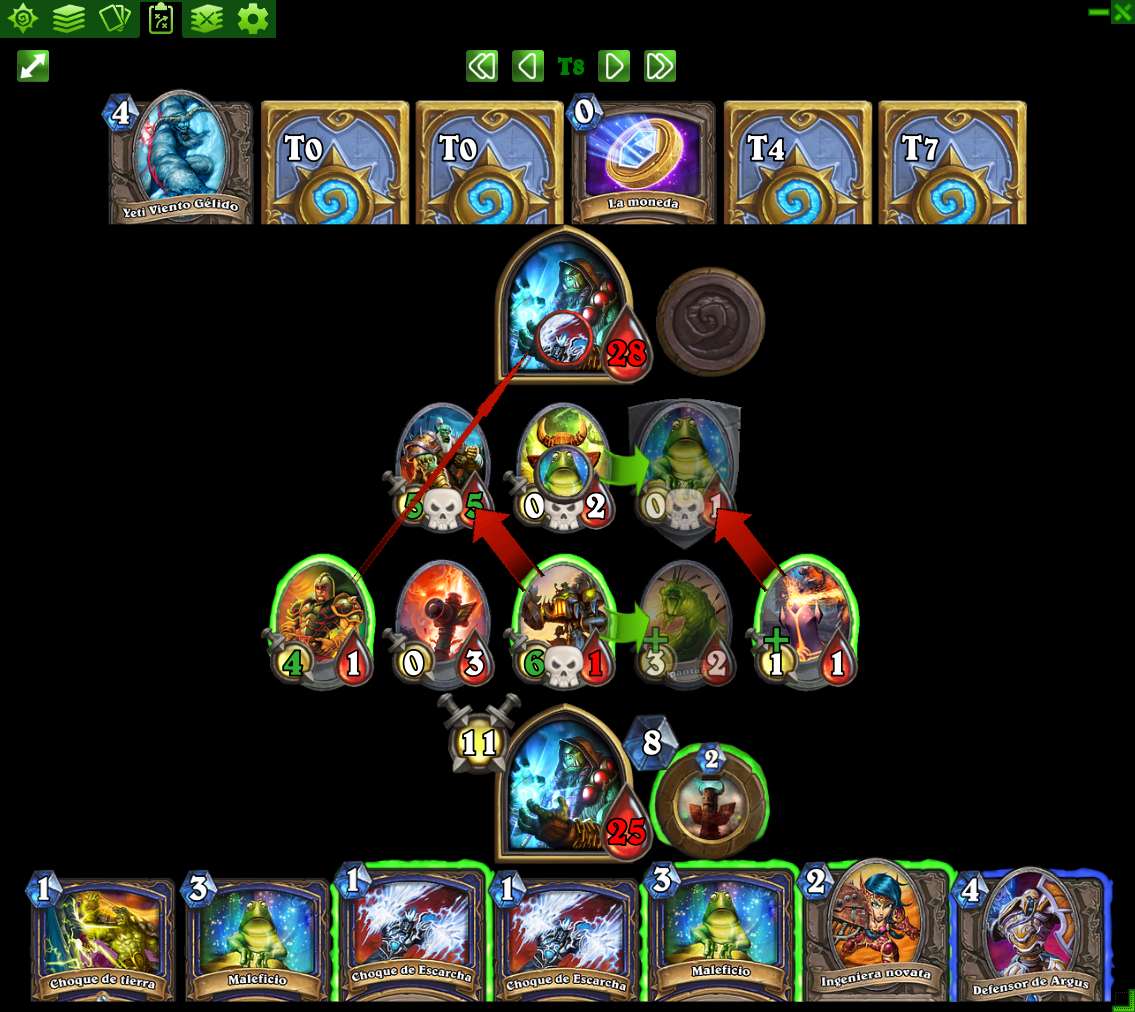 T8
4
Yeti Viento Gélido
T0
T0
0
La moneda
T4
T7
28
5 5
0 2
0 1
4 1
0 3
6 1
3 2
1 1
11
8
2
25
1
Choque de tierra
3
Maleficio
1
Choque de Escarcha
1
Choque de Escarcha
3
Maleficio
2
Ingeniera novata
4
Defensor de Argus